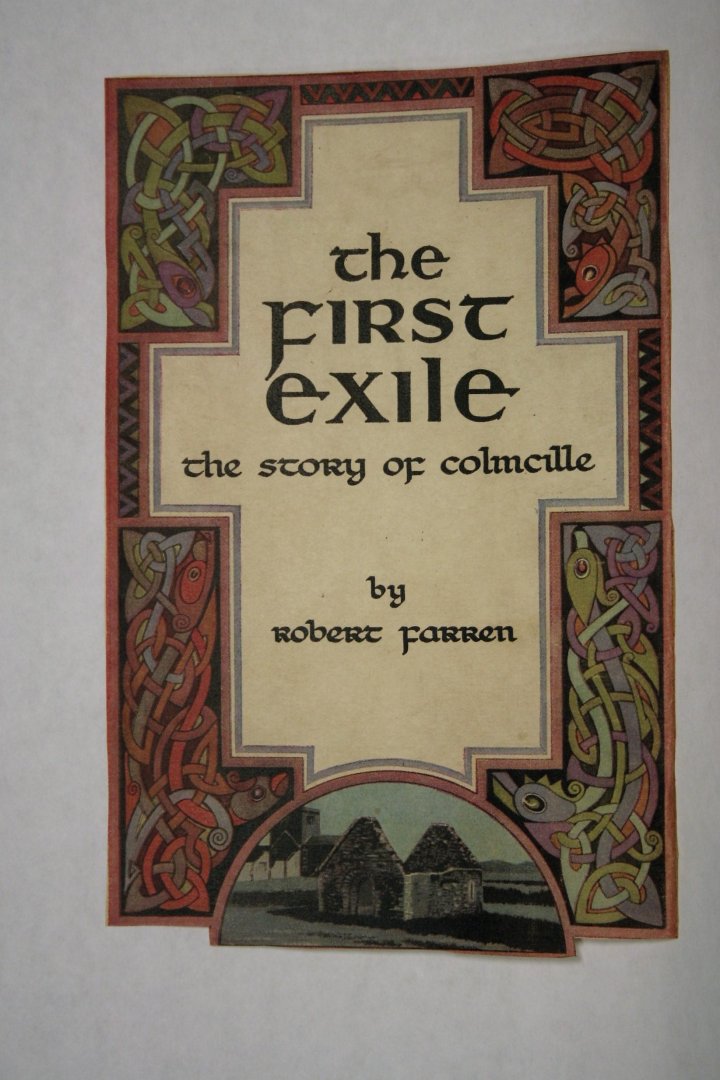 the
FIRST
exile
the story of colmcille
by
robert farren